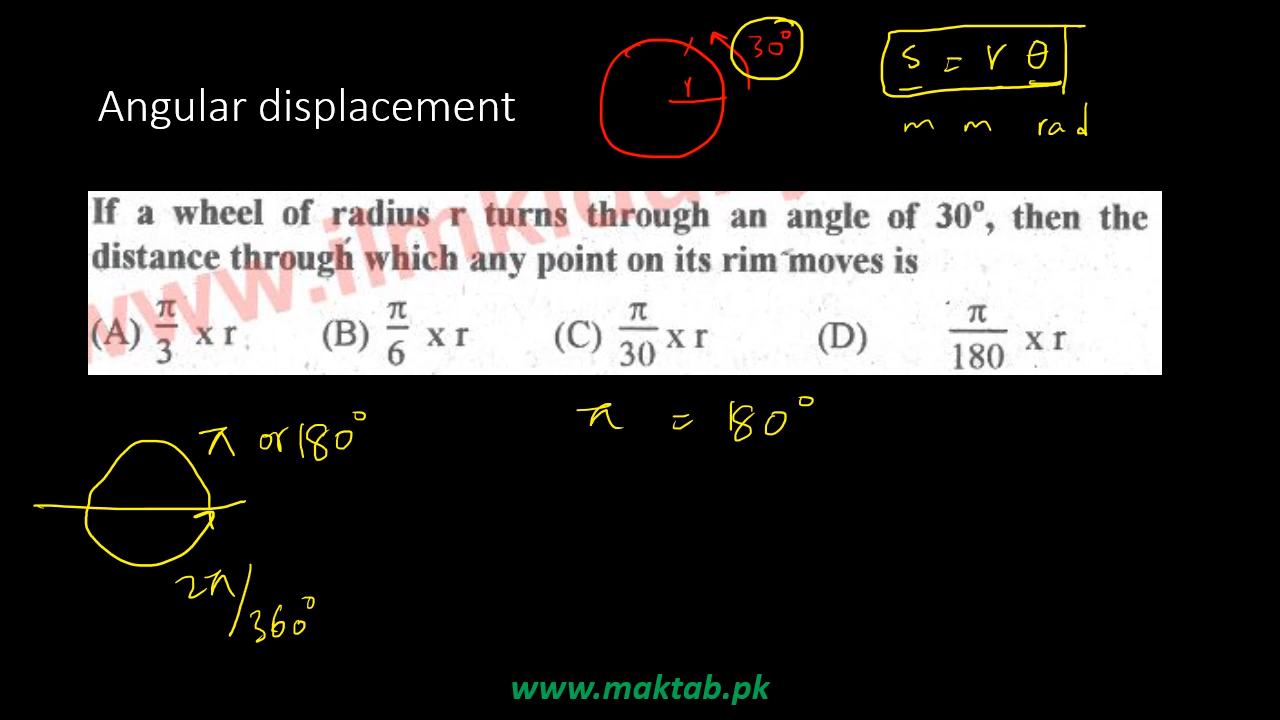 30°
r
S = r θ
m m rad
Angular displacement
If a wheel of radius r turns through an angle of 30°, then the
distance through which any point on its rim moves is
(A) π/3 x r (B) π/6 x r (C) π/30 x r (D) π/180 x r
π = 180°
π or 180°
2π/360°
www.maktab.pk